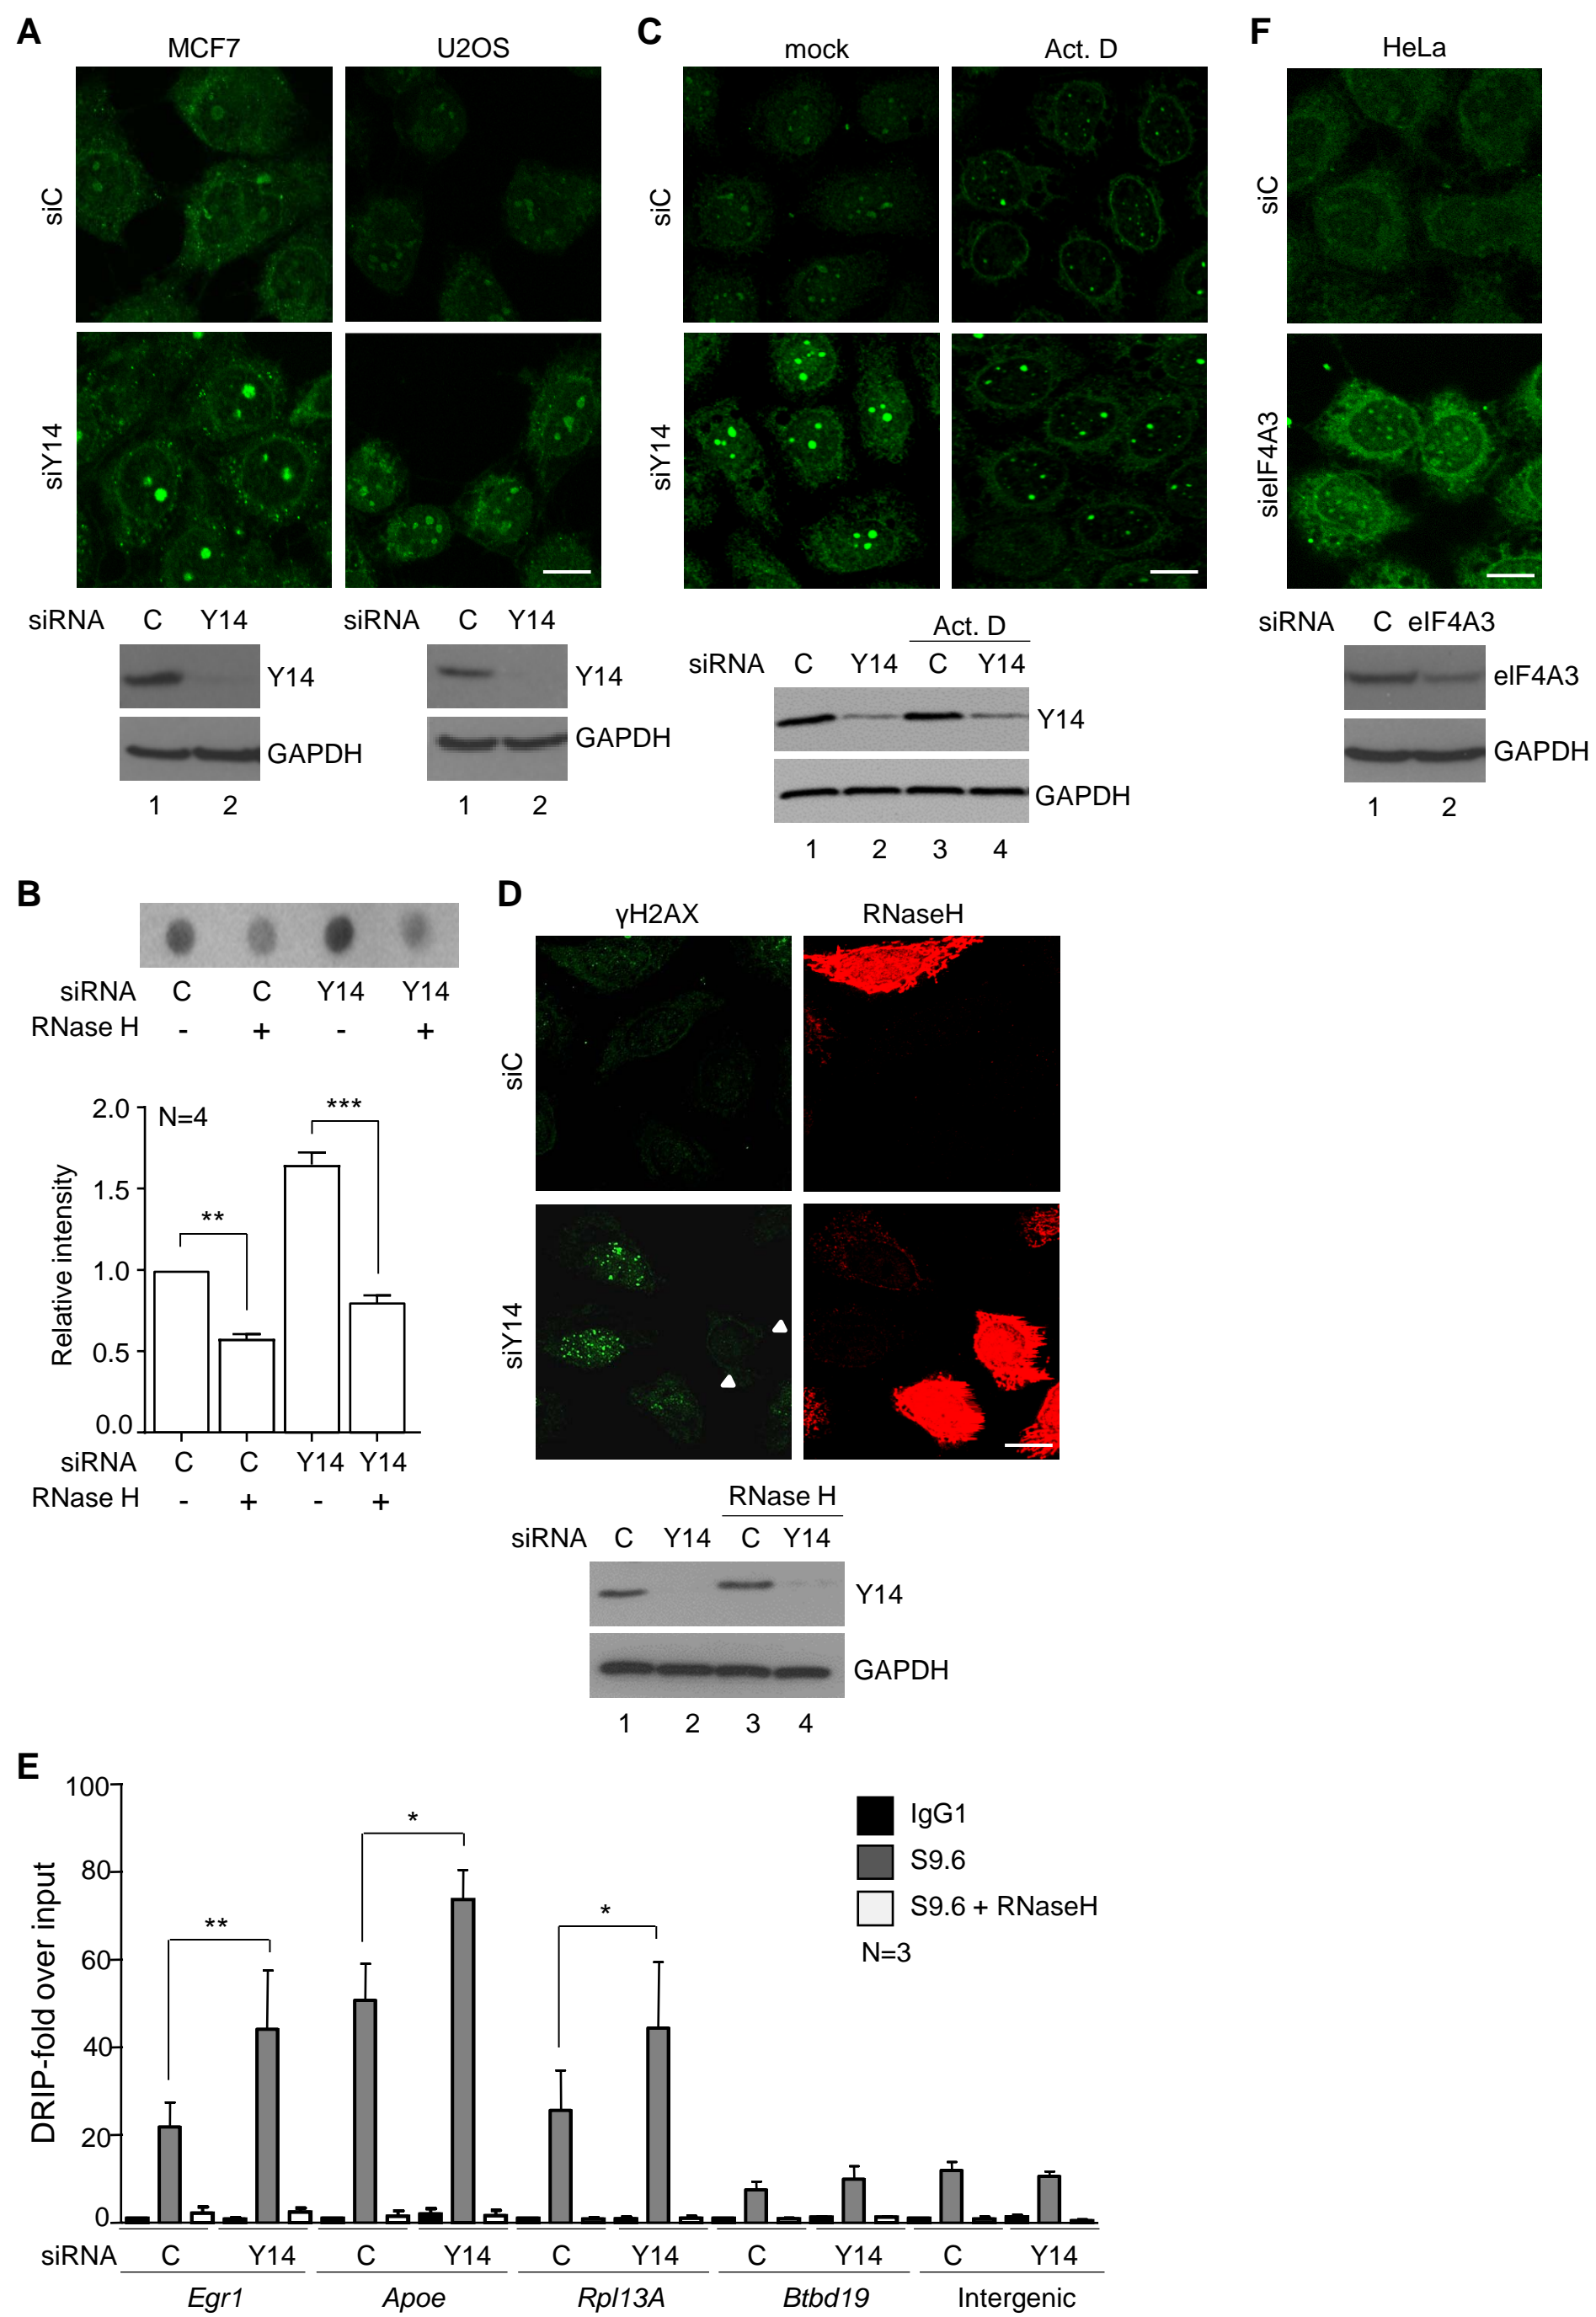 A
MCF7
U2OS
siC
siY14
siRNA C Y14
Y14
GAPDH
1 2
siRNA C Y14
Y14
GAPDH
1 2
C
mock
Act. D
siC
siY14
Act. D
siRNA C Y14 C Y14
Y14
GAPDH
1 2 3 4
F
HeLa
siC
sieIF4A3
siRNA C eIF4A3
eIF4A3
GAPDH
1 2
B
siRNA C C Y14 Y14
RNase H - + - +
N=4
Relative intensity
2.0
1.5
1.0
0.5
0.0
**
***
siRNA C C Y14 Y14
RNase H - + - +
D
γH2AX
RNaseH
siC
siY14
RNase H
siRNA C Y14 C Y14
Y14
GAPDH
1 2 3 4
E
DRIP-fold over input
100
80
60
40
20
0
**
*
*
IgG1
S9.6
S9.6 + RNaseH
N=3
siRNA C Y14 C Y14 C Y14 C Y14 C Y14
Egr1 Apoe Rpl13A Btbd19 Intergenic